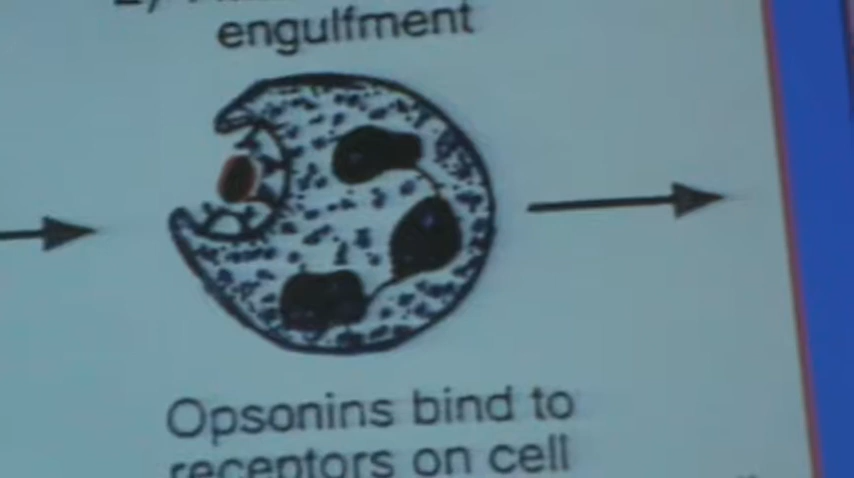 engulfment
Opsonins bind to
receptors on cell